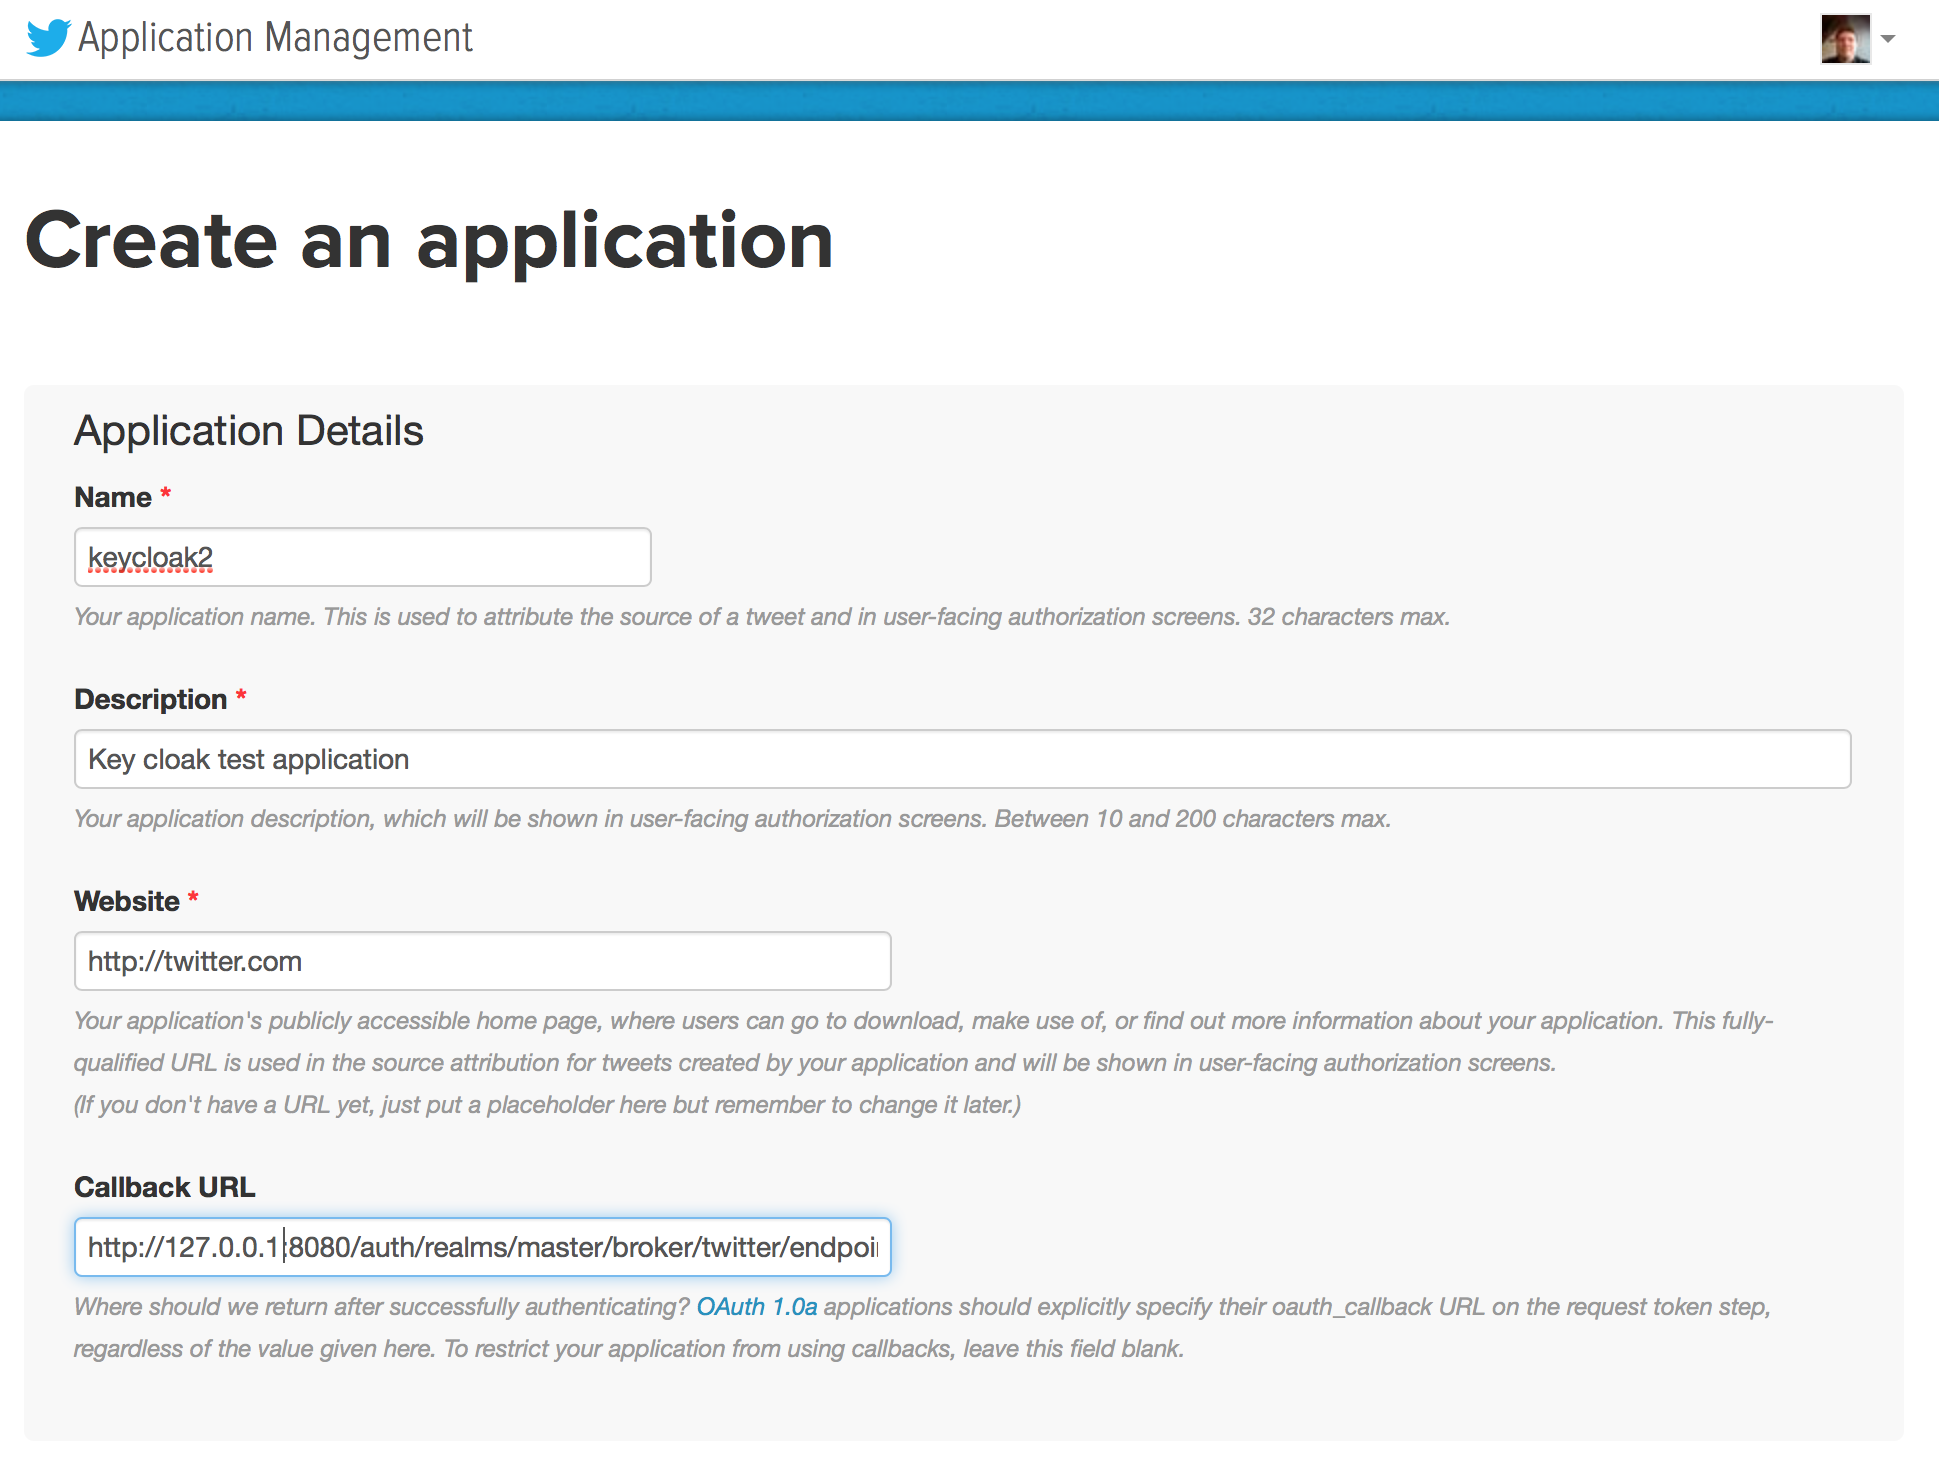 Application Management
Create an application
Application Details
Name *
keycloak2
Your application name. This is used to attribute the source of a tweet and in user-facing authorization screens. 32 characters max.
Description *
Key cloak test application
Your application description, which will be shown in user-facing authorization screens. Between 10 and 200 characters max.
Website *
http://twitter.com
Your application's publicly accessible home page, where users can go to download, make use of, or find out more information about your application. This fully-
qualified URL is used in the source attribution for tweets created by your application and will be shown in user-facing authorization screens.
(If you don't have a URL yet, just put a placeholder here but remember to change it later.)
Callback URL
http://127.0.0.1:8080/auth/realms/master/broker/twitter/endpoi
Where should we return after successfully authenticating? OAuth 1.0a applications should explicitly specify their oauth_callback URL on the request token step,
regardless of the value given here. To restrict your application from using callbacks, leave this field blank.